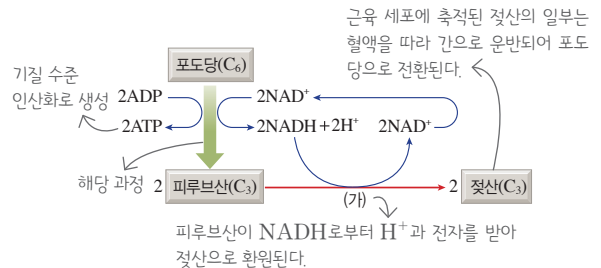 근육 세포에 축적된 젖산의 일부는
혈액을 따라 간으로 운반되어 포도
당으로 전환된다.
포도당(C₆)
기질 수준
인산화로 생성
2ADP
2NAD⁺
2ATP
2NADH+2H⁺
2NAD⁺
해당 과정
2 피루브산(C₃)
2 젖산(C₃)
(가)
피루브산이 NADH로부터 H⁺과 전자를 받아
젖산으로 환원된다.